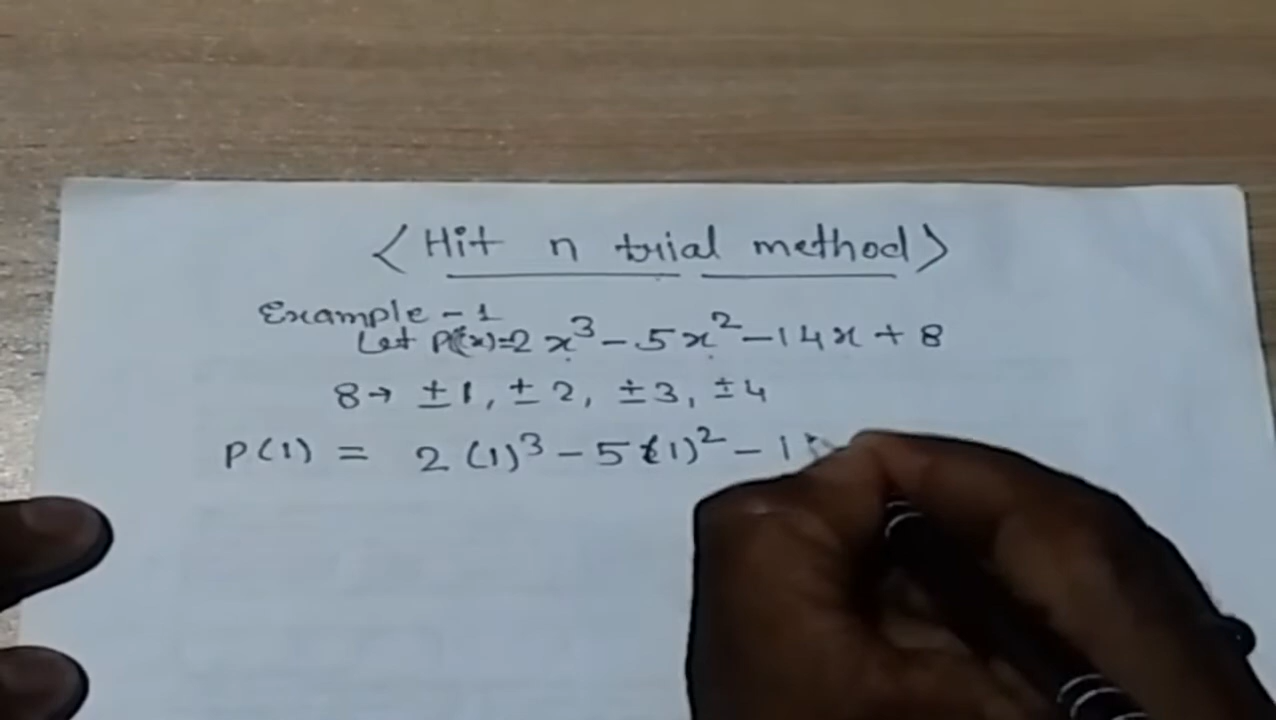 <Hit n trial method>
Example - 1
Let P(x)=2x³-5x²-14x+8
8→ ±1, ±2, ±3, ±4
P(1) = 2(1)³-5(1)²-1